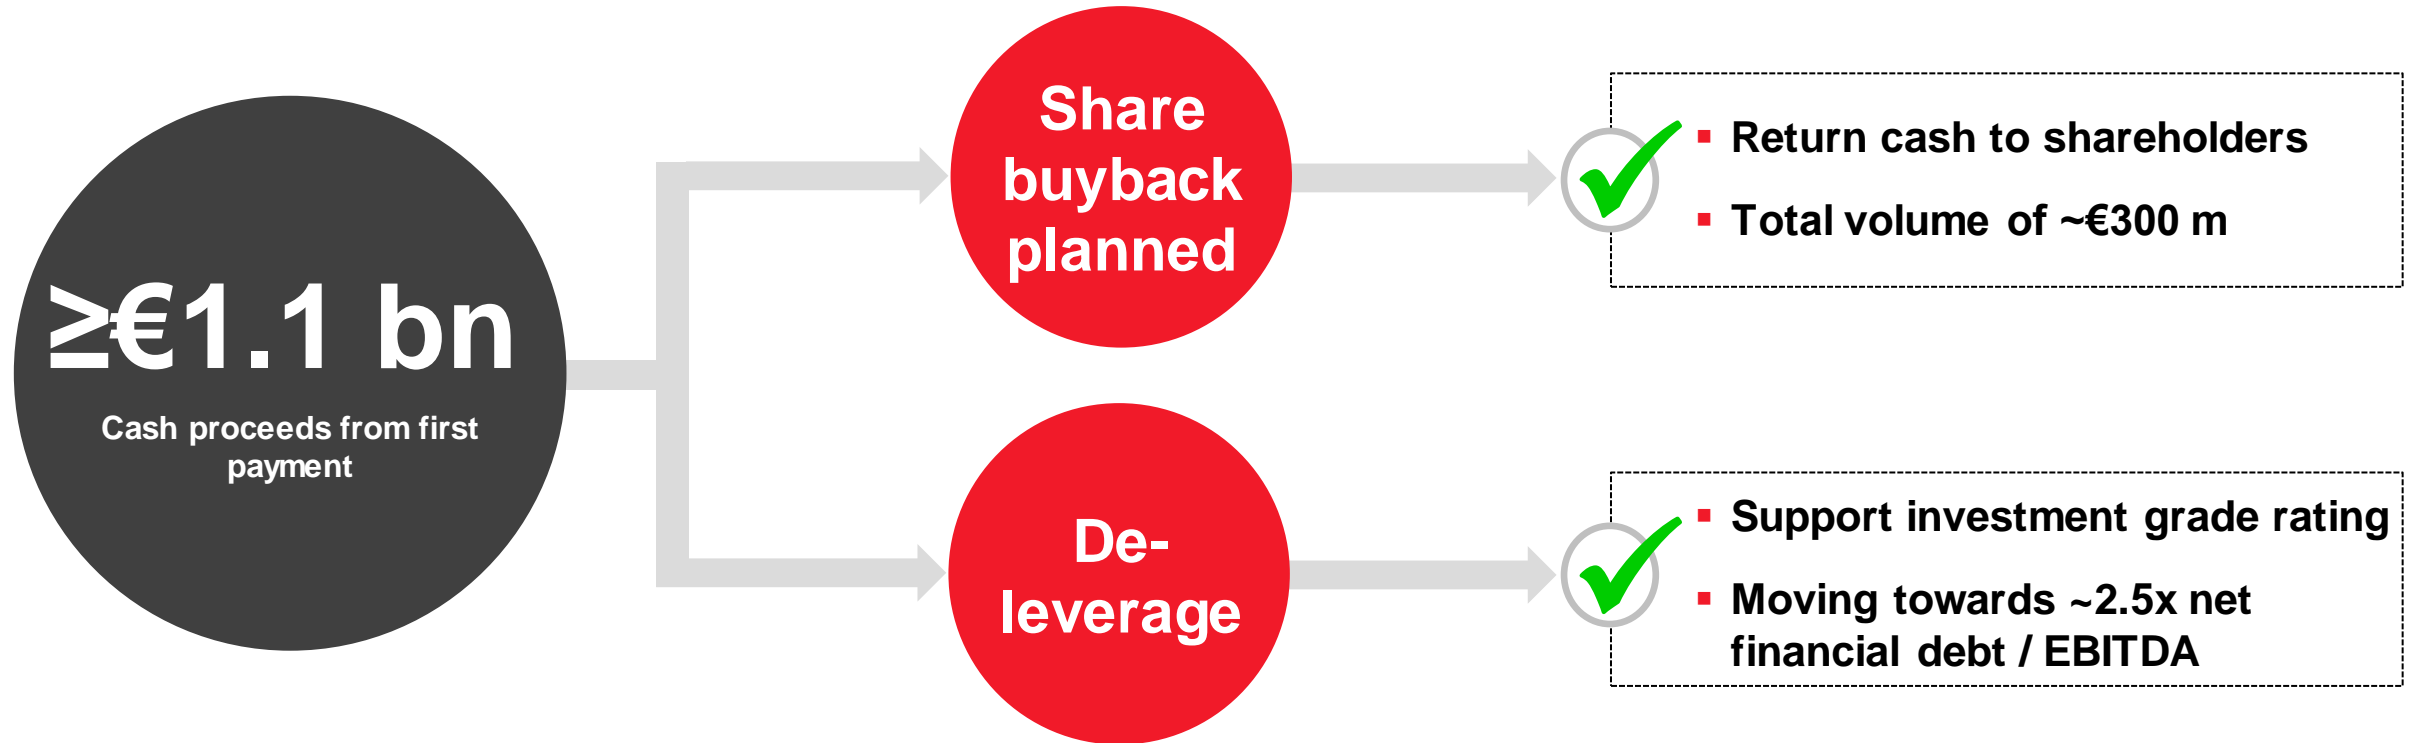 ≥€1.1 bn
Cash proceeds from first
payment
Share
buyback
planned
▪ Return cash to shareholders
▪ Total volume of ~€300 m
De-
leverage
▪ Support investment grade rating
▪ Moving towards ~2.5x net
financial debt / EBITDA